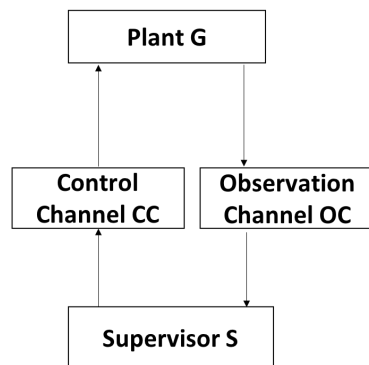 Plant G
Control
Channel CC
Observation
Channel OC
Supervisor S